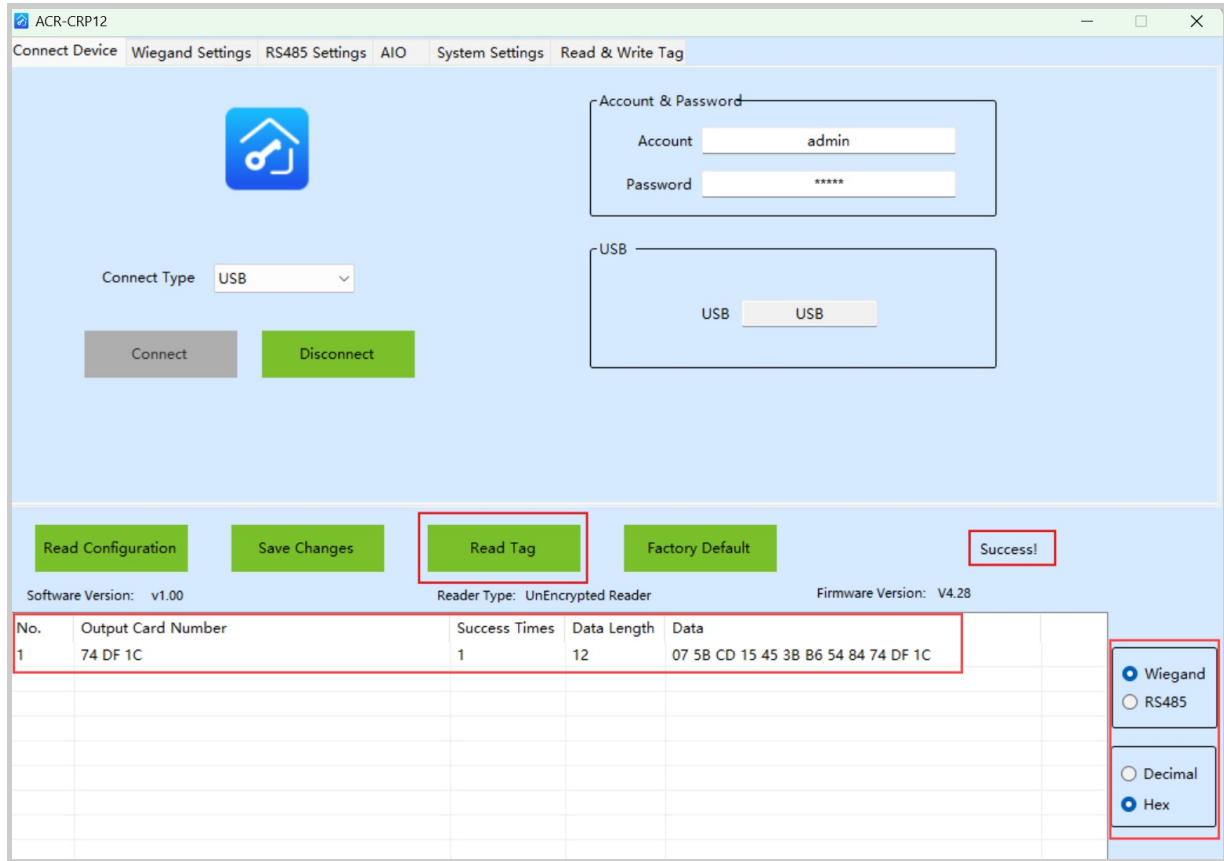 ACR-CRP12
Connect Device Wiegand Settings RS485 Settings AIO System Settings Read & Write Tag
Account & Password
Account admin
Password *****
USB
Connect Type USB
USB USB
Connect Disconnect
Read Configuration Save Changes Read Tag Factory Default Success!
Software Version: v1.00 Reader Type: UnEncrypted Reader Firmware Version: V4.28
No. Output Card Number Success Times Data Length Data
1 74 DF 1C 1 12 07 5B CD 15 45 3B B6 54 84 74 DF 1C
Wiegand
RS485
Decimal
Hex